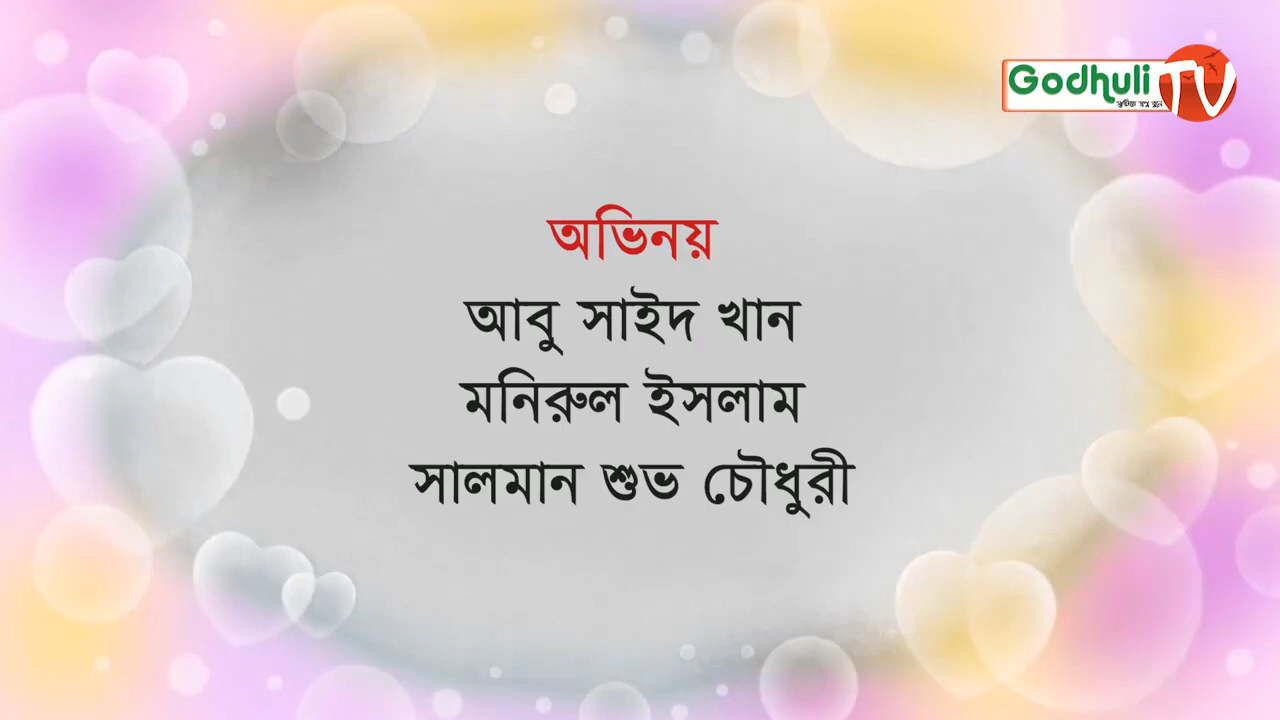 Godhuli TV
অভিনয়
আবু সাইদ খান
মনিরুল ইসলাম
সালমান শুভ চৌধুরী